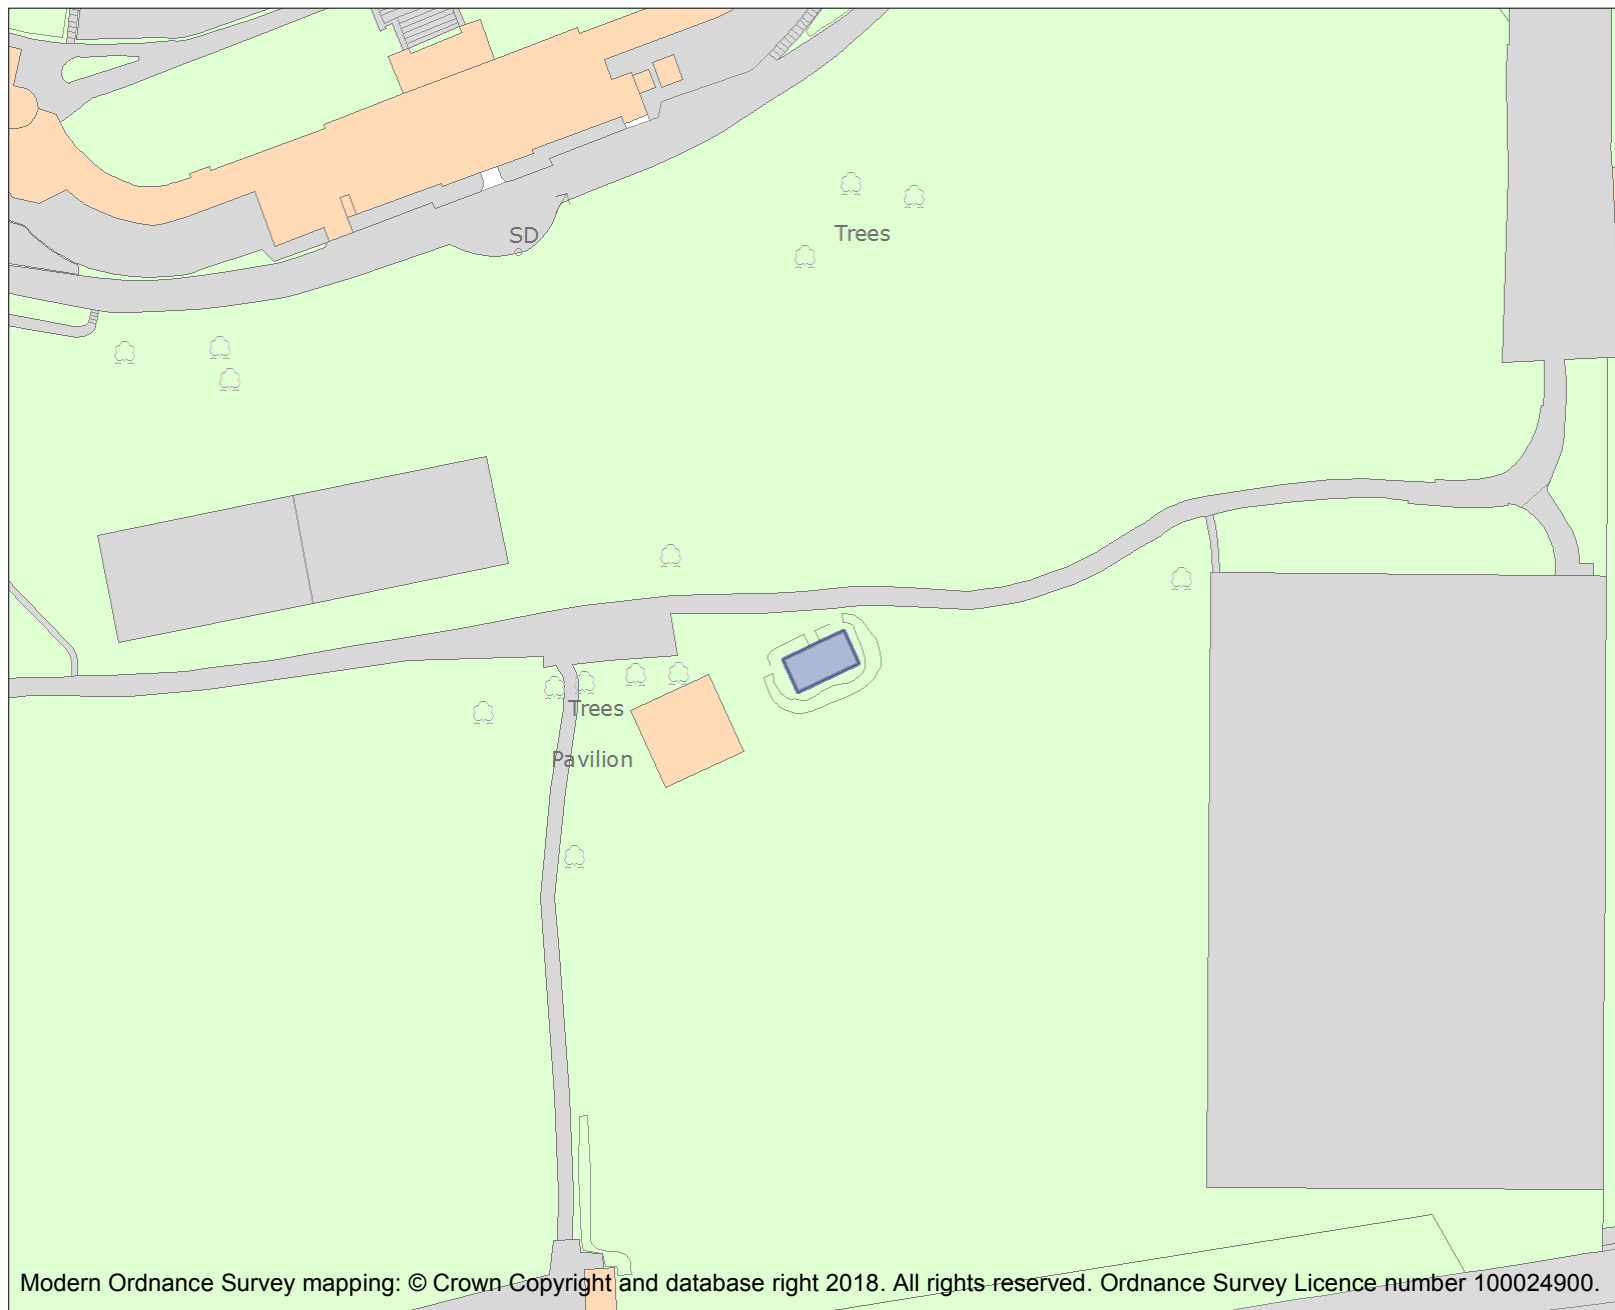 SD
Trees
Trees
Pavilion
Modern Ordnance Survey mapping: © Crown Copyright and database right 2018. All rights reserved. Ordnance Survey Licence number 100024900.